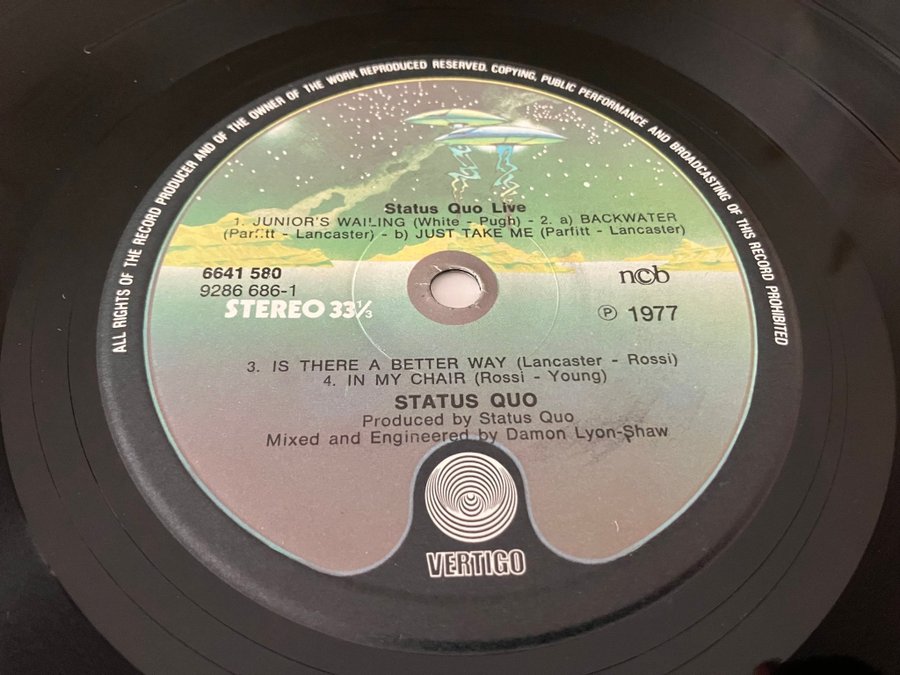 ALL RIGHTS OF THE RECORD PRODUCER AND OF THE OWNER OF THE WORK REPRODUCED RESERVED. COPYING, PUBLIC PERFORMANCE AND BROADCASTING OF THIS RECORD PROHIBITED
Status Quo Live
1. JUNIOR'S WAILING (White - Pugh) - 2. a) BACKWATER
(Parfitt - Lancaster) - b) JUST TAKE ME (Parfitt - Lancaster)
6641 580
9286 686-1
STEREO 33⅓
ncb
℗ 1977
3. IS THERE A BETTER WAY (Lancaster - Rossi)
4. IN MY CHAIR (Rossi - Young)
STATUS QUO
Produced by Status Quo
Mixed and Engineered by Damon Lyon-Shaw
VERTIGO